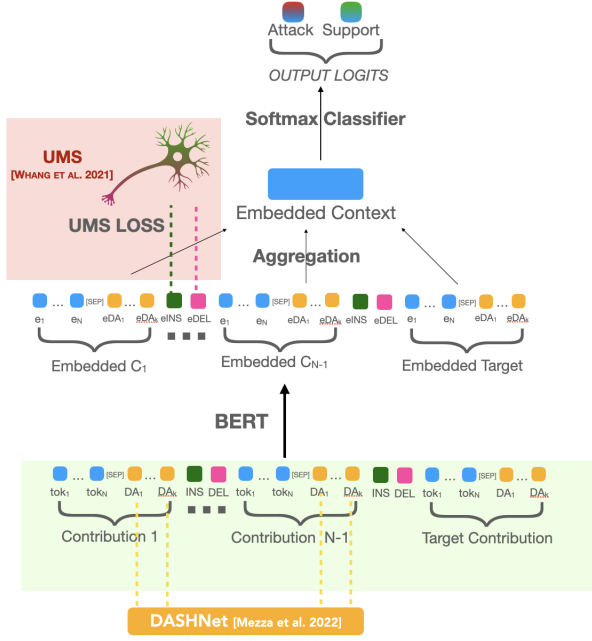 Attack Support
OUTPUT LOGITS
Softmax Classifier
UMS
[WHANG ET AL. 2021]
UMS LOSS
Embedded Context
Aggregation
... [SEP] ... ... [SEP] ... ... [SEP] ...
e1 eN eDA1 eDAk eINS eDEL e1 eN eDA1 eDAk eINS eDEL e1 eN eDA1 eDAk
Embedded C1 Embedded CN-1 Embedded Target
BERT
... [SEP] ... ... [SEP] ... ... [SEP] ...
tok1 tokN DA1 DAk INS DEL tok1 tokN DA1 DAk INS DEL tok1 tokN DA1 DAk
Contribution 1 Contribution N-1 Target Contribution
DASHNet [Mezza et al. 2022]